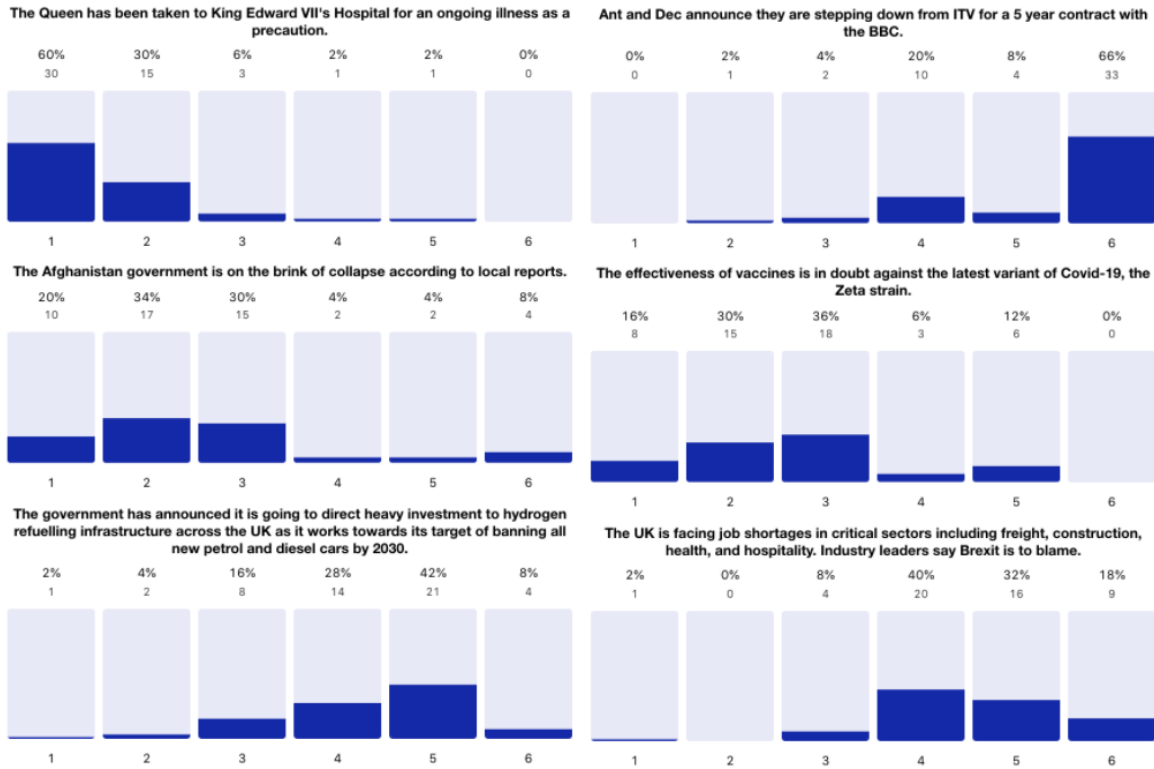 The Queen has been taken to King Edward VII's Hospital for an ongoing illness as a
precaution.
60% 30% 6% 2% 2% 0%
30 15 3 1 1 0
1 2 3 4 5 6
Ant and Dec announce they are stepping down from ITV for a 5 year contract with
the BBC.
0% 2% 4% 20% 8% 66%
0 1 2 10 4 33
1 2 3 4 5 6
The Afghanistan government is on the brink of collapse according to local reports.
20% 34% 30% 4% 4% 8%
10 17 15 2 2 4
1 2 3 4 5 6
The effectiveness of vaccines is in doubt against the latest variant of Covid-19, the
Zeta strain.
16% 30% 36% 6% 12% 0%
8 15 18 3 6 0
1 2 3 4 5 6
The government has announced it is going to direct heavy investment to hydrogen
refuelling infrastructure across the UK as it works towards its target of banning all
new petrol and diesel cars by 2030.
2% 4% 16% 28% 42% 8%
1 2 8 14 21 4
1 2 3 4 5 6
The UK is facing job shortages in critical sectors including freight, construction,
health, and hospitality. Industry leaders say Brexit is to blame.
2% 0% 8% 40% 32% 18%
1 0 4 20 16 9
1 2 3 4 5 6